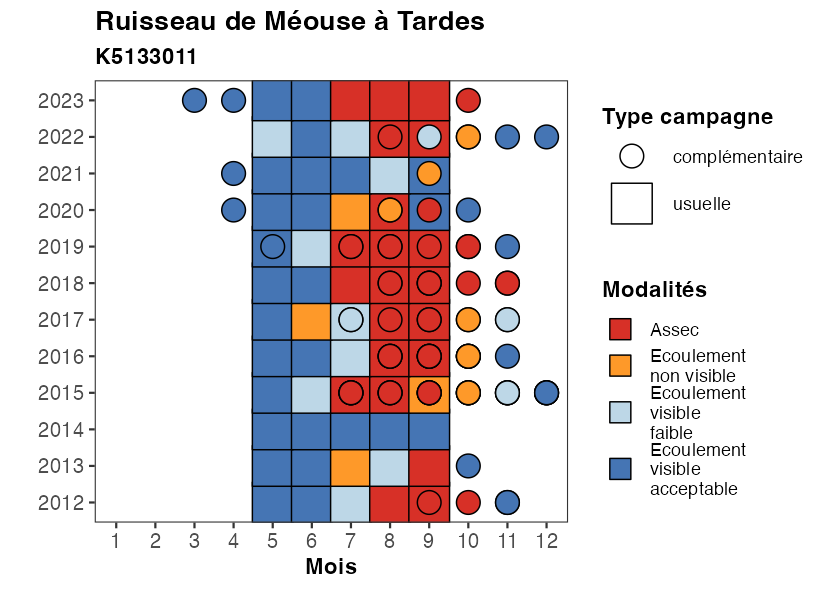 Ruisseau de Méouse à Tardes
K5133011
2023
2022
2021
2020
2019
2018
2017
2016
2015
2014
2013
2012
1 2 3 4 5 6 7 8 9 10 11 12
Mois
Type campagne
complémentaire
usuelle
Modalités
Assec
Ecoulement
non visible
Ecoulement
visible
faible
Ecoulement
visible
acceptable